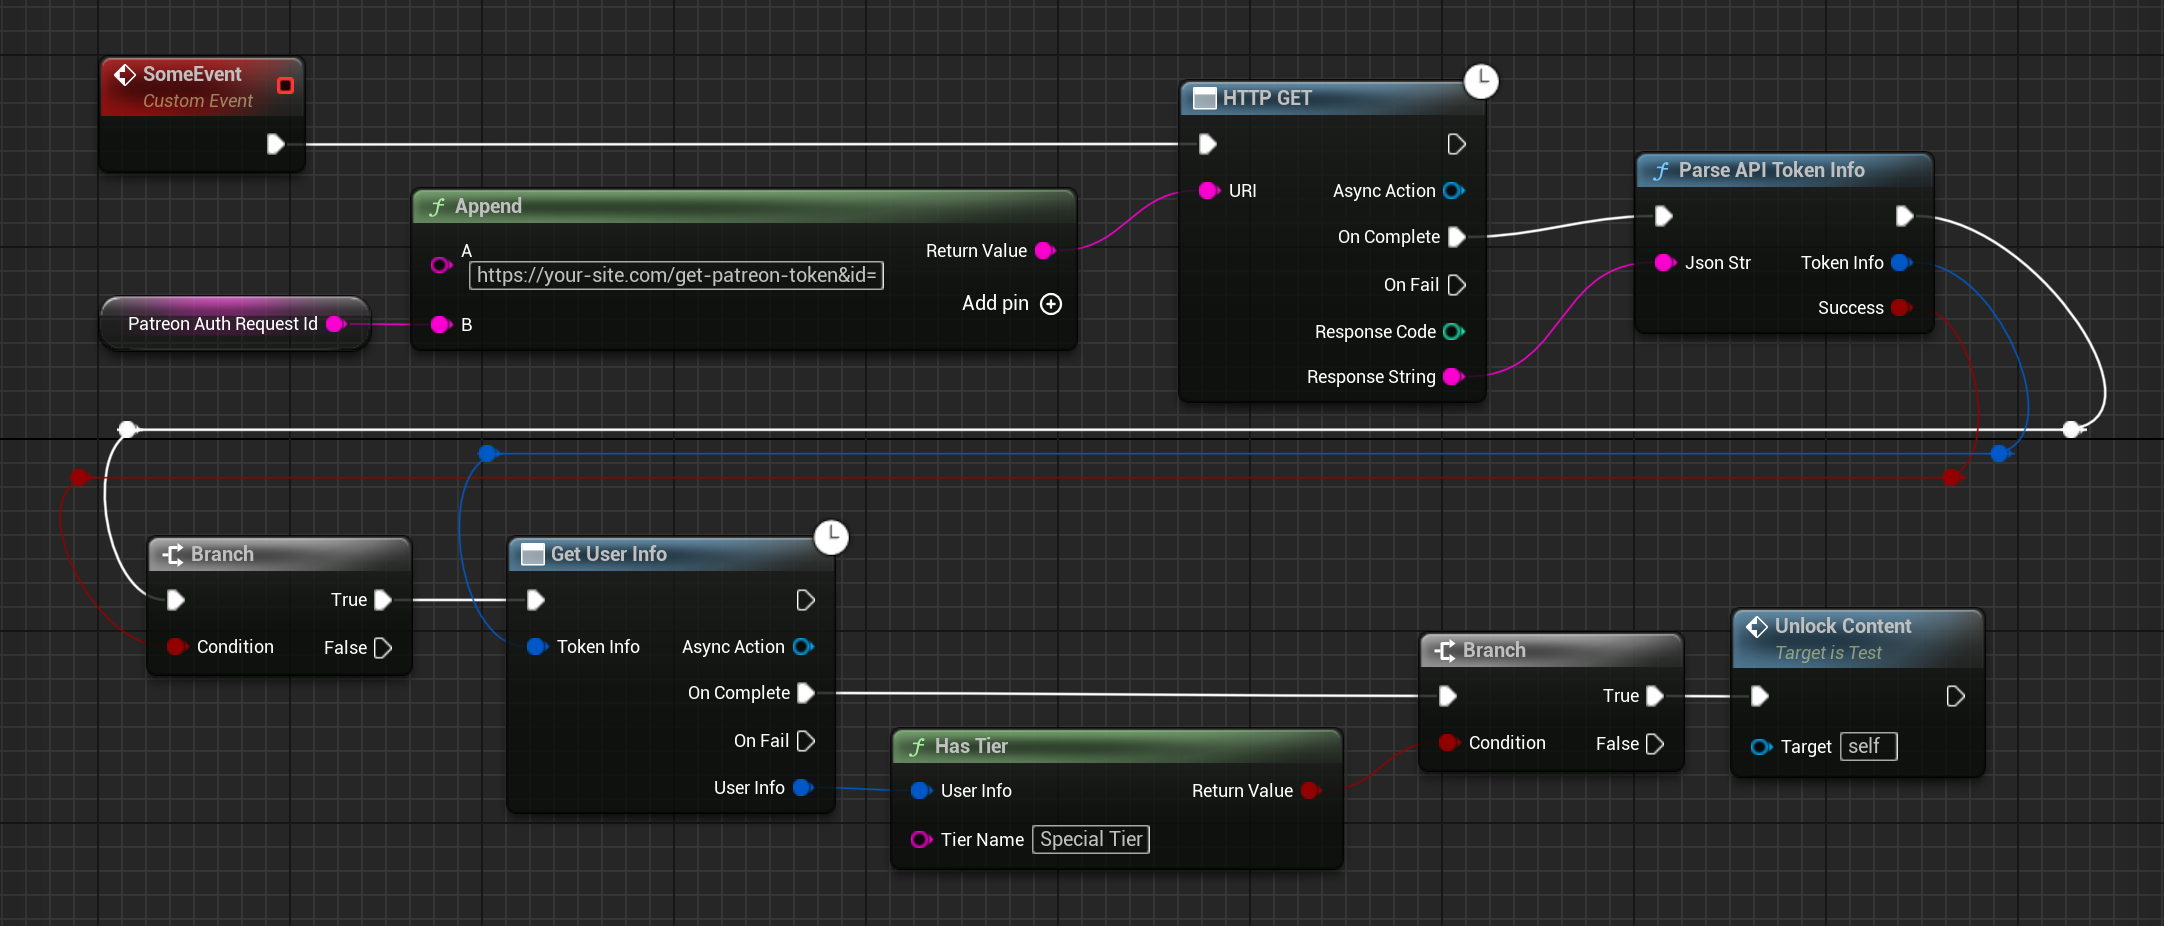 SomeEvent
Custom Event
HTTP GET
URI
Async Action
On Complete
On Fail
Response Code
Response String
Parse API Token Info
Json Str
Token Info
Success
Append
A
https://your-site.com/get-patreon-token&id=
Return Value
Add pin
B
Patreon Auth Request Id
Branch
True
Condition
False
Get User Info
Token Info
Async Action
On Complete
On Fail
User Info
Has Tier
User Info
Return Value
Tier Name
Special Tier
Branch
True
Condition
False
Unlock Content
Target is Test
Target
self